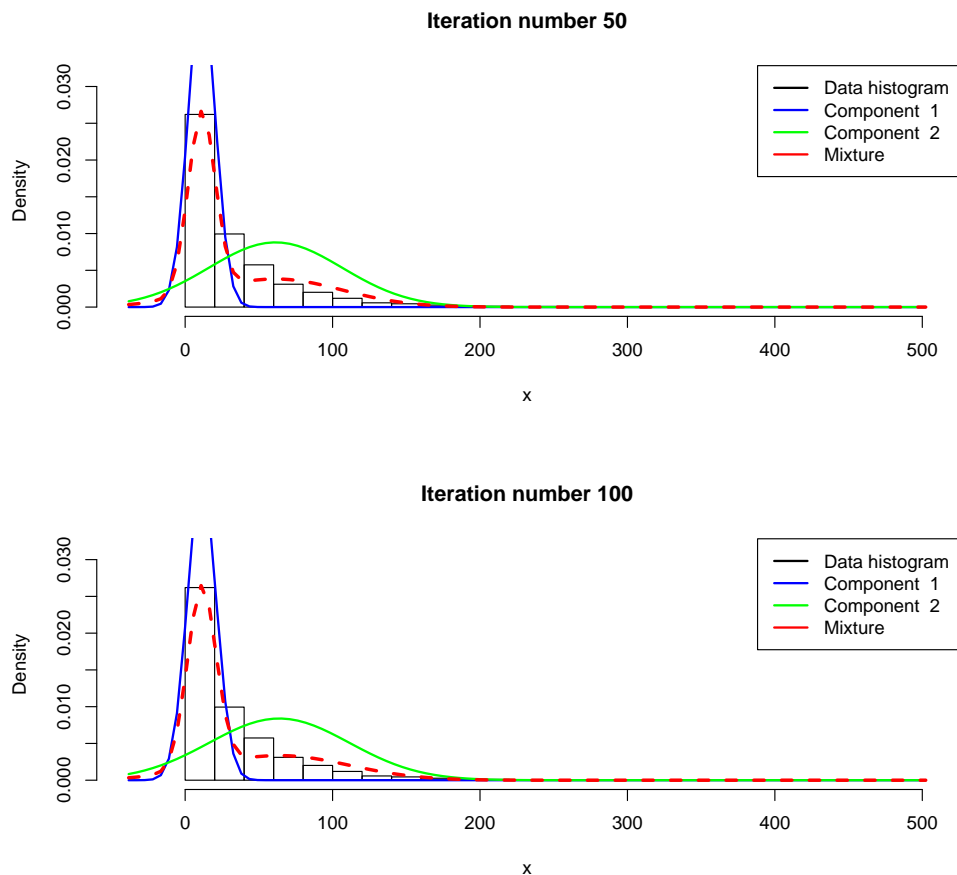 Iteration number 50
Density
0.000
0.010
0.020
0.030
0
100
200
300
400
500
x
Data histogram
Component 1
Component 2
Mixture
Iteration number 100
Density
0.000
0.010
0.020
0.030
0
100
200
300
400
500
x
Data histogram
Component 1
Component 2
Mixture